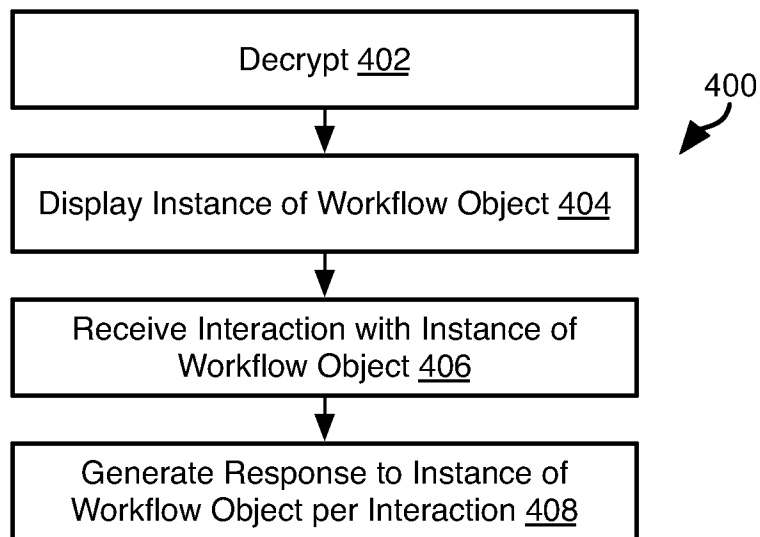 Decrypt 402
400
Display Instance of Workflow Object 404
Receive Interaction with Instance of
Workflow Object 406
Generate Response to Instance of
Workflow Object per Interaction 408